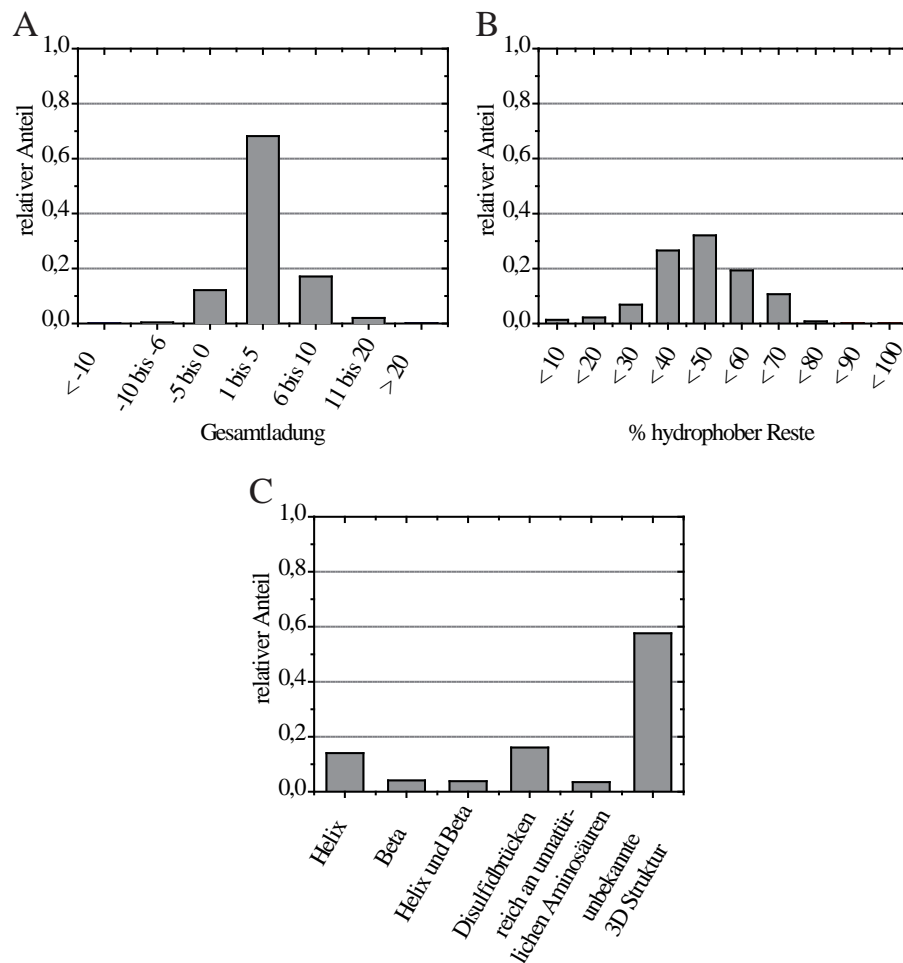 A
1,0
0,8
0,6
0,4
0,2
0,0
relativer Anteil
< -10
-10 bis -6
-5 bis 0
1 bis 5
6 bis 10
11 bis 20
> 20
Gesamtladung
B
1,0
0,8
0,6
0,4
0,2
0,0
relativer Anteil
<10
<20
<30
<40
<50
<60
<70
<80
<90
<100
% hydrophober Reste
C
1,0
0,8
0,6
0,4
0,2
0,0
relativer Anteil
Helix
Beta
Helix und Beta
Disulfidbrücken
reich an unnatür-
lichen Aminosäuren
unbekannte
3D Struktur